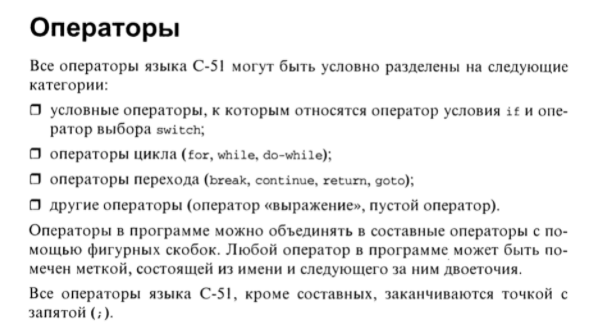 Операторы
Все операторы языка С-51 могут быть условно разделены на следующие
категории:
❒ условные операторы, к которым относятся оператор условия if и опе-
ратор выбора switch;
❒ операторы цикла (for, while, do-while);
❒ операторы перехода (break, continue, return, goto);
❒ другие операторы (оператор «выражение», пустой оператор).
Операторы в программе можно объединять в составные операторы с по-
мощью фигурных скобок. Любой оператор в программе может быть по-
мечен меткой, состоящей из имени и следующего за ним двоеточия.
Все операторы языка С-51, кроме составных, заканчиваются точкой с
запятой (;).